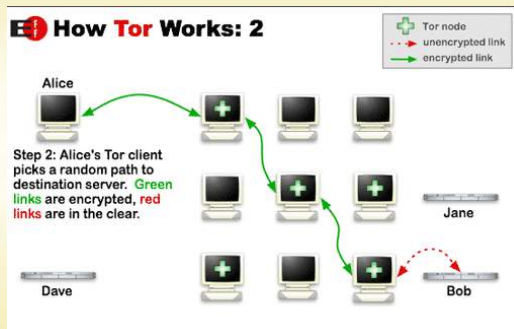 EFF How Tor Works: 2
Tor node
unencrypted link
encrypted link
Alice
Step 2: Alice's Tor client
picks a random path to
destination server. Green
links are encrypted, red
links are in the clear.
Jane
Dave
Bob